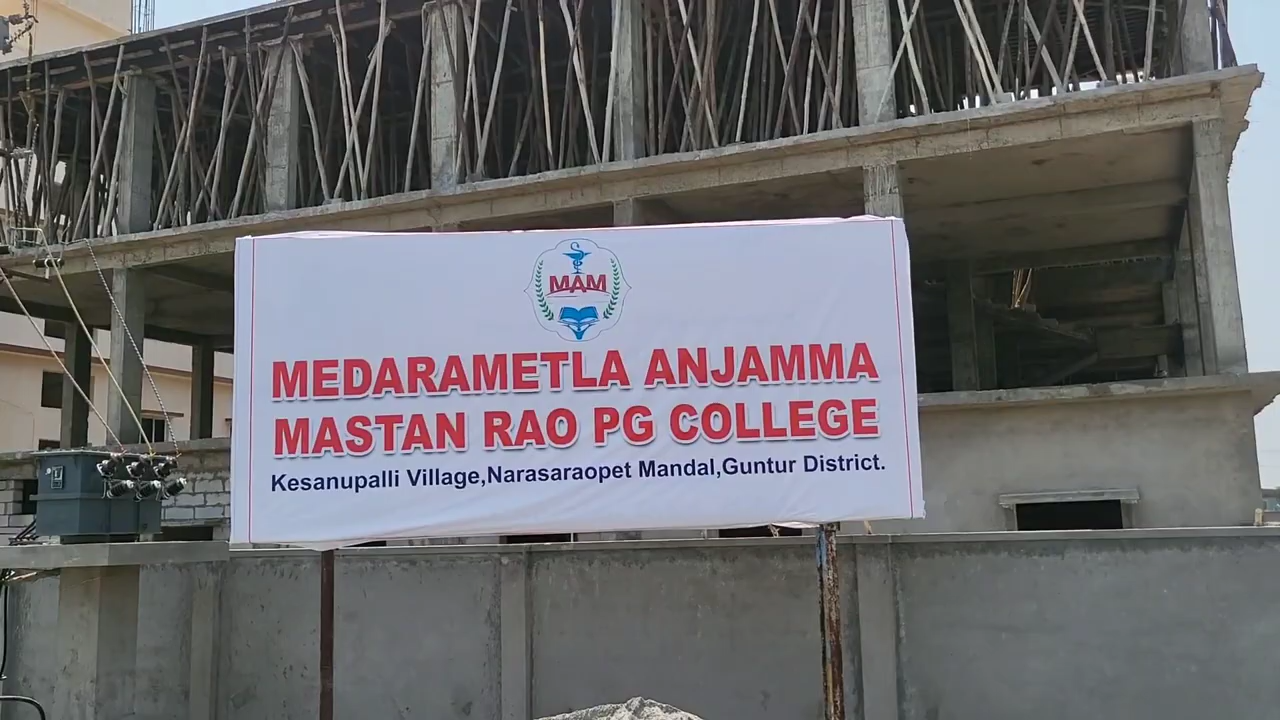 MAM
MEDARAMETLA ANJAMMA
MASTAN RAO PG COLLEGE
Kesanupalli Village,Narasaraopet Mandal,Guntur District.